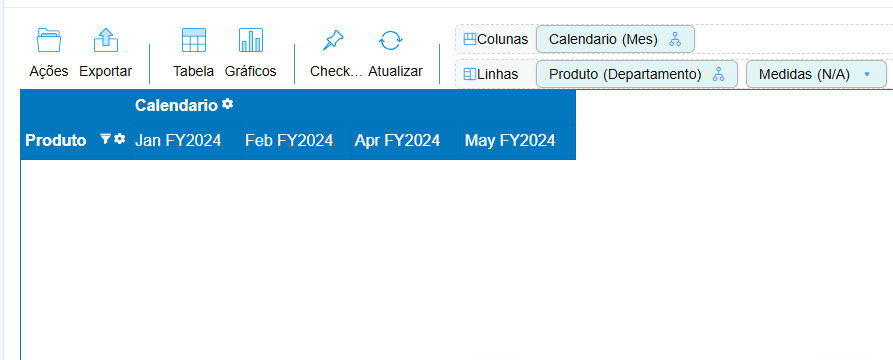 Ações Exportar Tabela Gráficos Check... Atualizar
Colunas Calendario (Mes)
Linhas Produto (Departamento) Medidas (N/A)
Calendario
Produto Jan FY2024 Feb FY2024 Apr FY2024 May FY2024